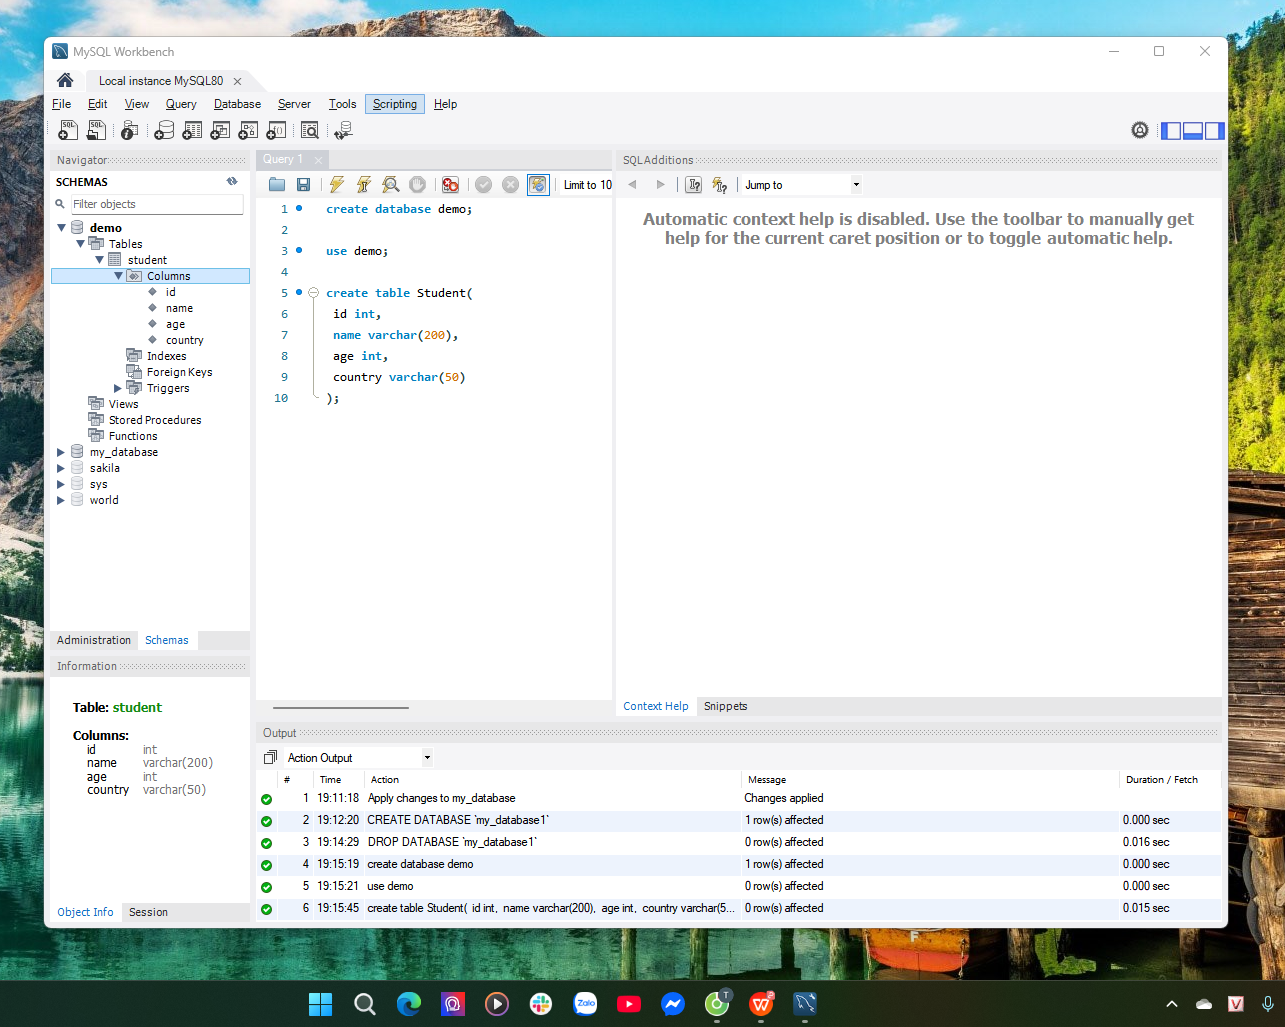 MySQL Workbench
Local instance MySQL80
File Edit View Query Database Server Tools Scripting Help
Navigator
SCHEMAS
Filter objects
demo
Tables
student
Columns
id
name
age
country
Indexes
Foreign Keys
Triggers
Views
Stored Procedures
Functions
my_database
sakila
sys
world
Administration Schemas
Information
Table: student
Columns:
id int
name varchar(200)
age int
country varchar(50)
Object Info Session
Query 1
Limit to 10
1 create database demo;
2
3 use demo;
4
5 create table Student(
6 id int,
7 name varchar(200),
8 age int,
9 country varchar(50)
10 );
SQLAdditions
Jump to
Automatic context help is disabled. Use the toolbar to manually get
help for the current caret position or to toggle automatic help.
Context Help Snippets
Output
Action Output
# Time Action Message Duration / Fetch
1 19:11:18 Apply changes to my_database Changes applied
2 19:12:20 CREATE DATABASE `my_database1` 1 row(s) affected 0.000 sec
3 19:14:29 DROP DATABASE `my_database1` 0 row(s) affected 0.016 sec
4 19:15:19 create database demo 1 row(s) affected 0.000 sec
5 19:15:21 use demo 0 row(s) affected 0.000 sec
6 19:15:45 create table Student( id int, name varchar(200), age int, country varchar(5... 0 row(s) affected 0.015 sec
Zalo
T
W
V